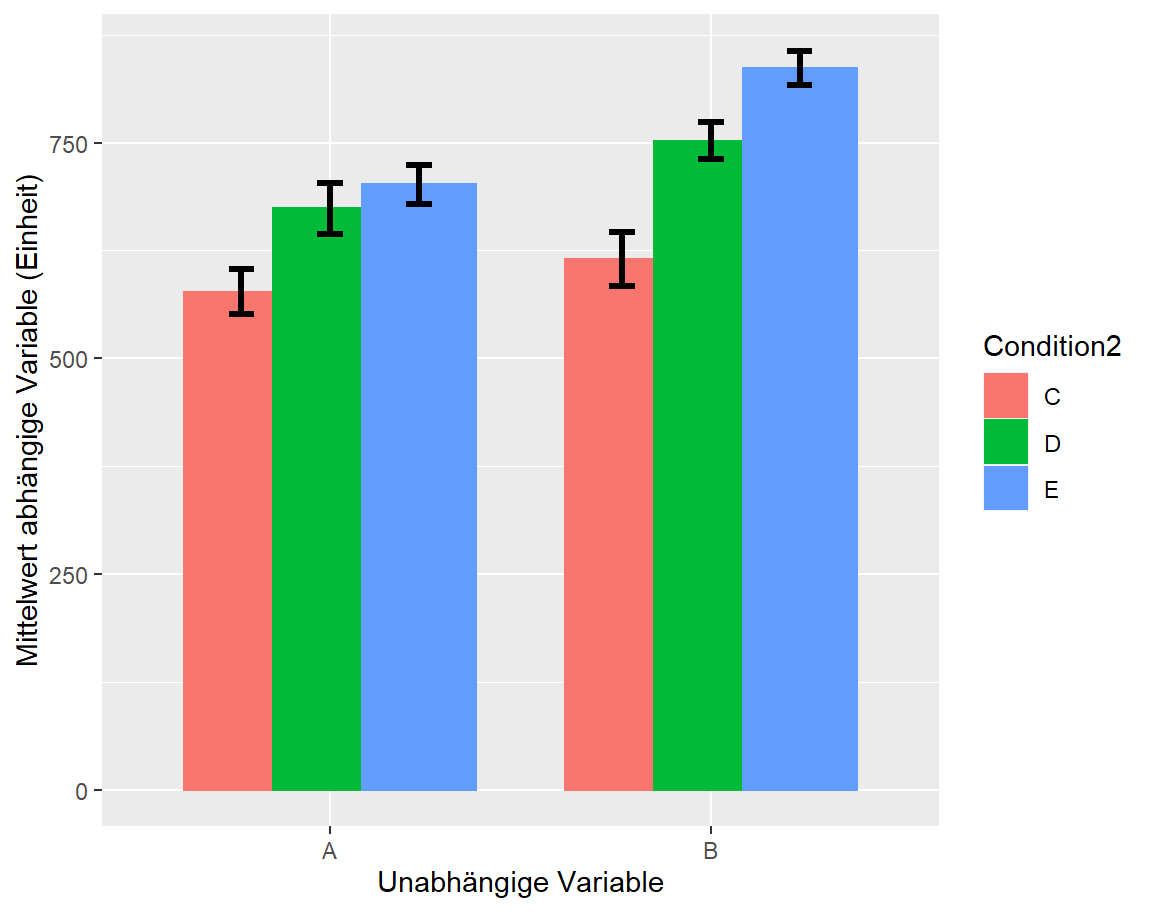 Mittelwert abhängige Variable (Einheit)
750
500
250
0
A
B
Unabhängige Variable
Condition2
C
D
E